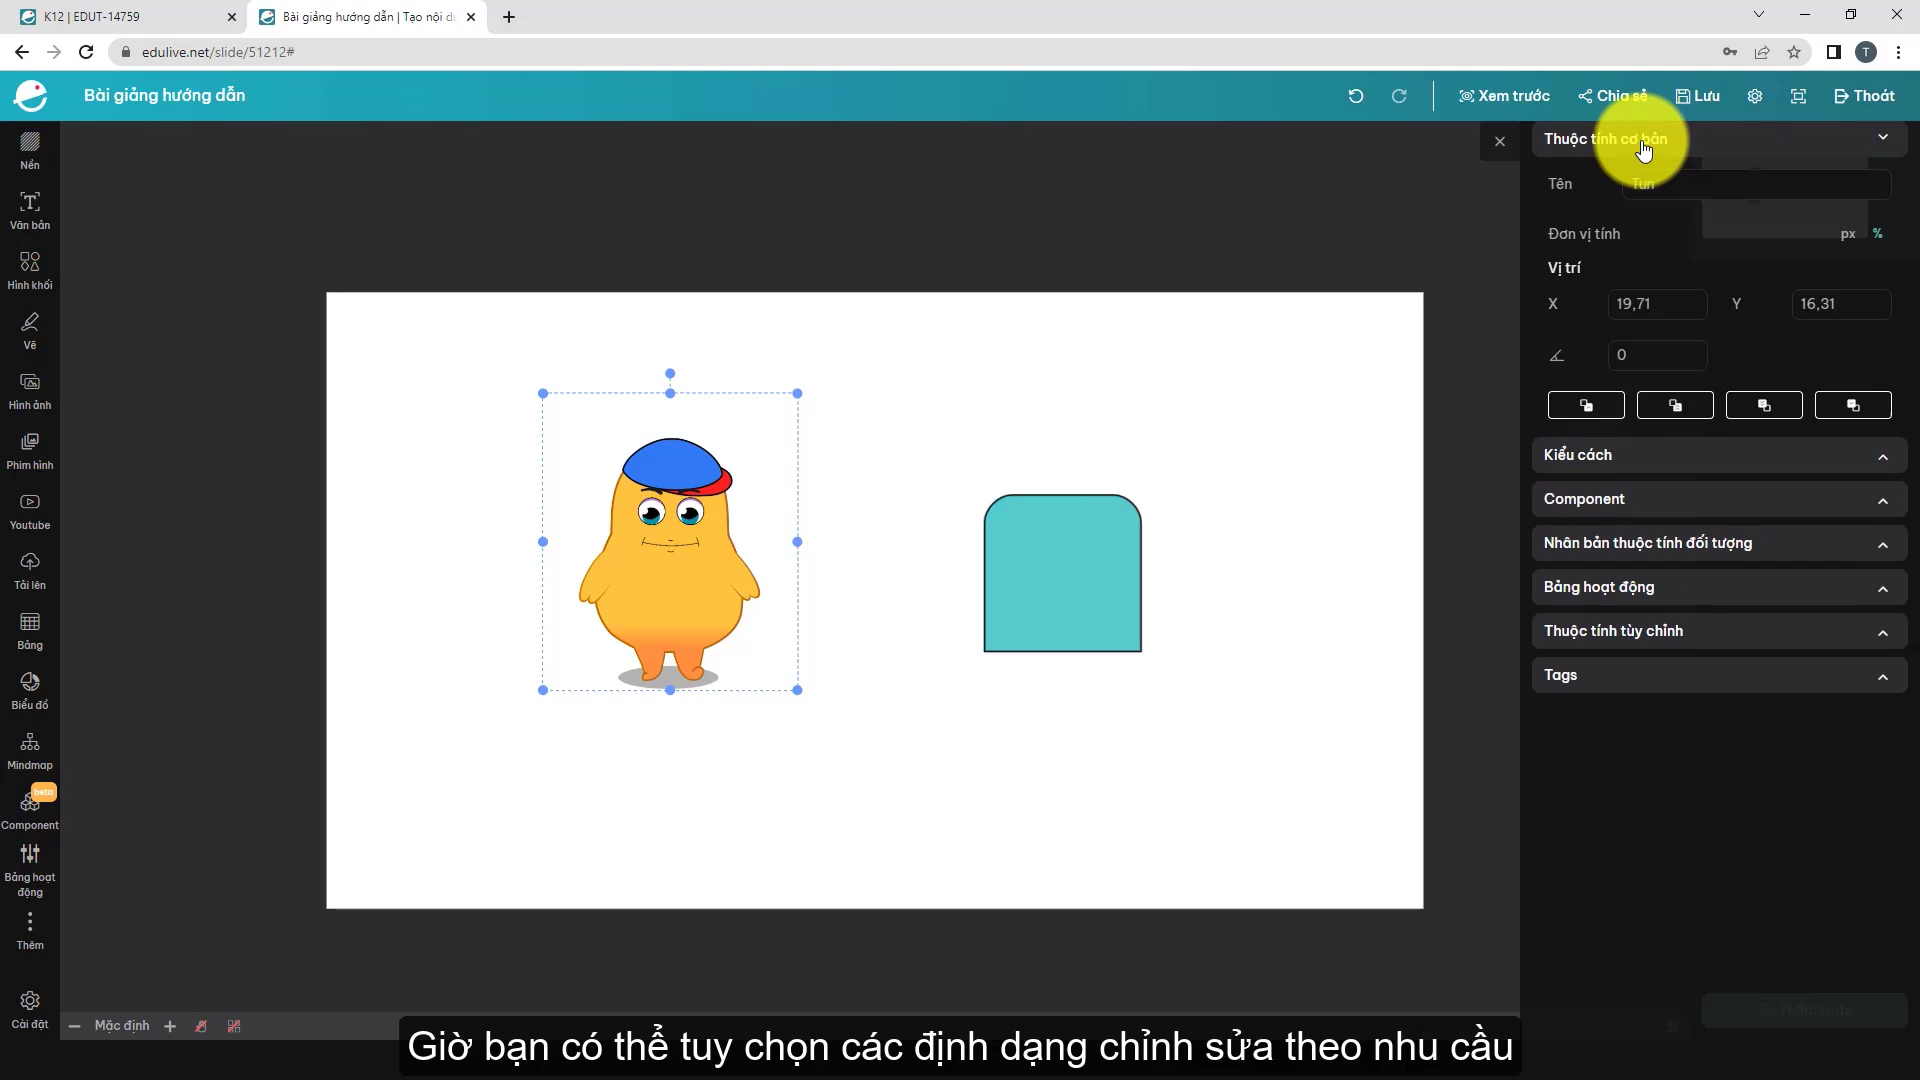 K12 | EDUT-14759
Bài giảng hướng dẫn | Tạo nội d
edulive.net/slide/51212#
T
Bài giảng hướng dẫn
Xem trước
Chia sẻ
Lưu
Thoát
Nền
Văn bản
Hình khối
Vẽ
Hình ảnh
Phim hình
Youtube
Tải lên
Bảng
Biểu đồ
Mindmap
beta
Component
Bảng hoạt
động
Thêm
Cài đặt
Thuộc tính cơ bản
Tên
Tun
Đơn vị tính
px %
Vị trí
X 19,71 Y 16,31
0
Kiểu cách
Component
Nhân bản thuộc tính đối tượng
Bảng hoạt động
Thuộc tính tùy chỉnh
Tags
Mặc định
Giờ bạn có thể tuy chọn các định dạng chỉnh sửa theo nhu cầu